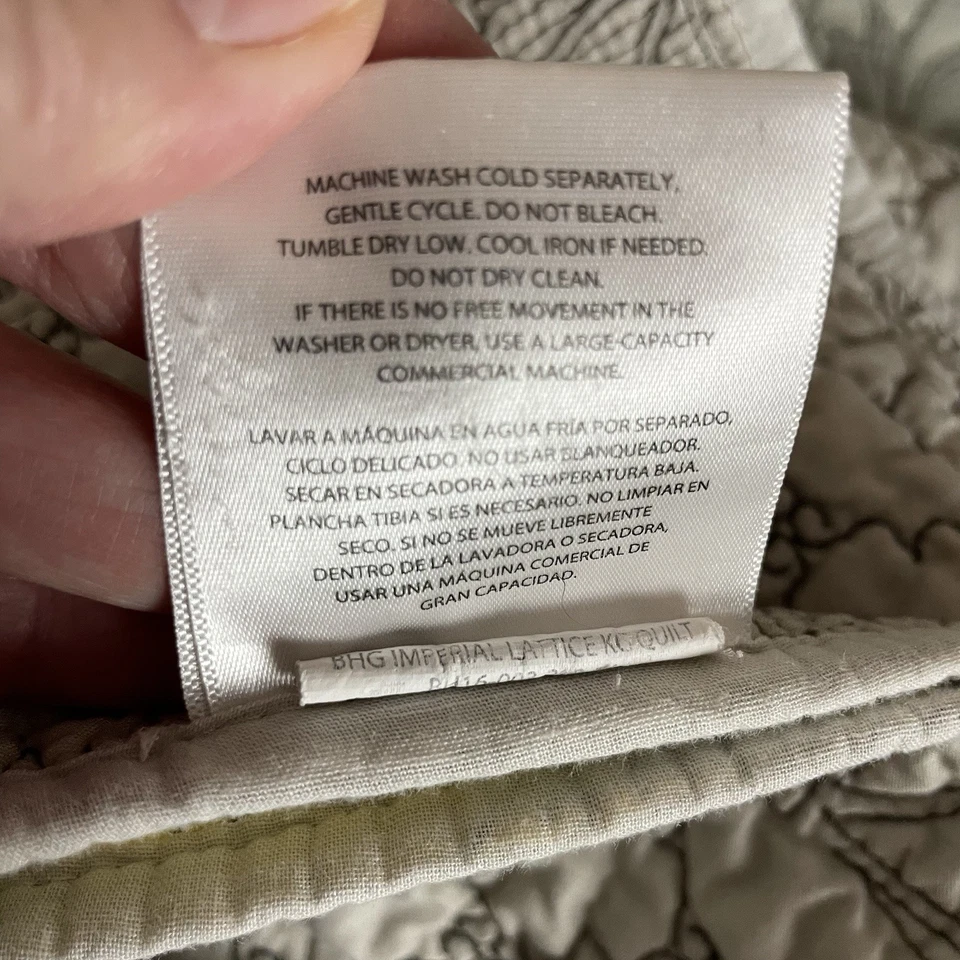 MACHINE WASH COLD SEPARATELY,
GENTLE CYCLE. DO NOT BLEACH.
TUMBLE DRY LOW. COOL IRON IF NEEDED.
DO NOT DRY CLEAN.
IF THERE IS NO FREE MOVEMENT IN THE
WASHER OR DRYER, USE A LARGE-CAPACITY
COMMERCIAL MACHINE.
LAVAR A MÁQUINA EN AGUA FRÍA POR SEPARADO,
CICLO DELICADO. NO USAR BLANQUEADOR.
SECAR EN SECADORA A TEMPERATURA BAJA.
PLANCHA TIBIA SI ES NECESARIO. NO LIMPIAR EN
SECO. SI NO SE MUEVE LIBREMENTE
DENTRO DE LA LAVADORA O SECADORA,
USAR UNA MÁQUINA COMERCIAL DE
GRAN CAPACIDAD.
BHG IMPERIAL LATTICE QUILT